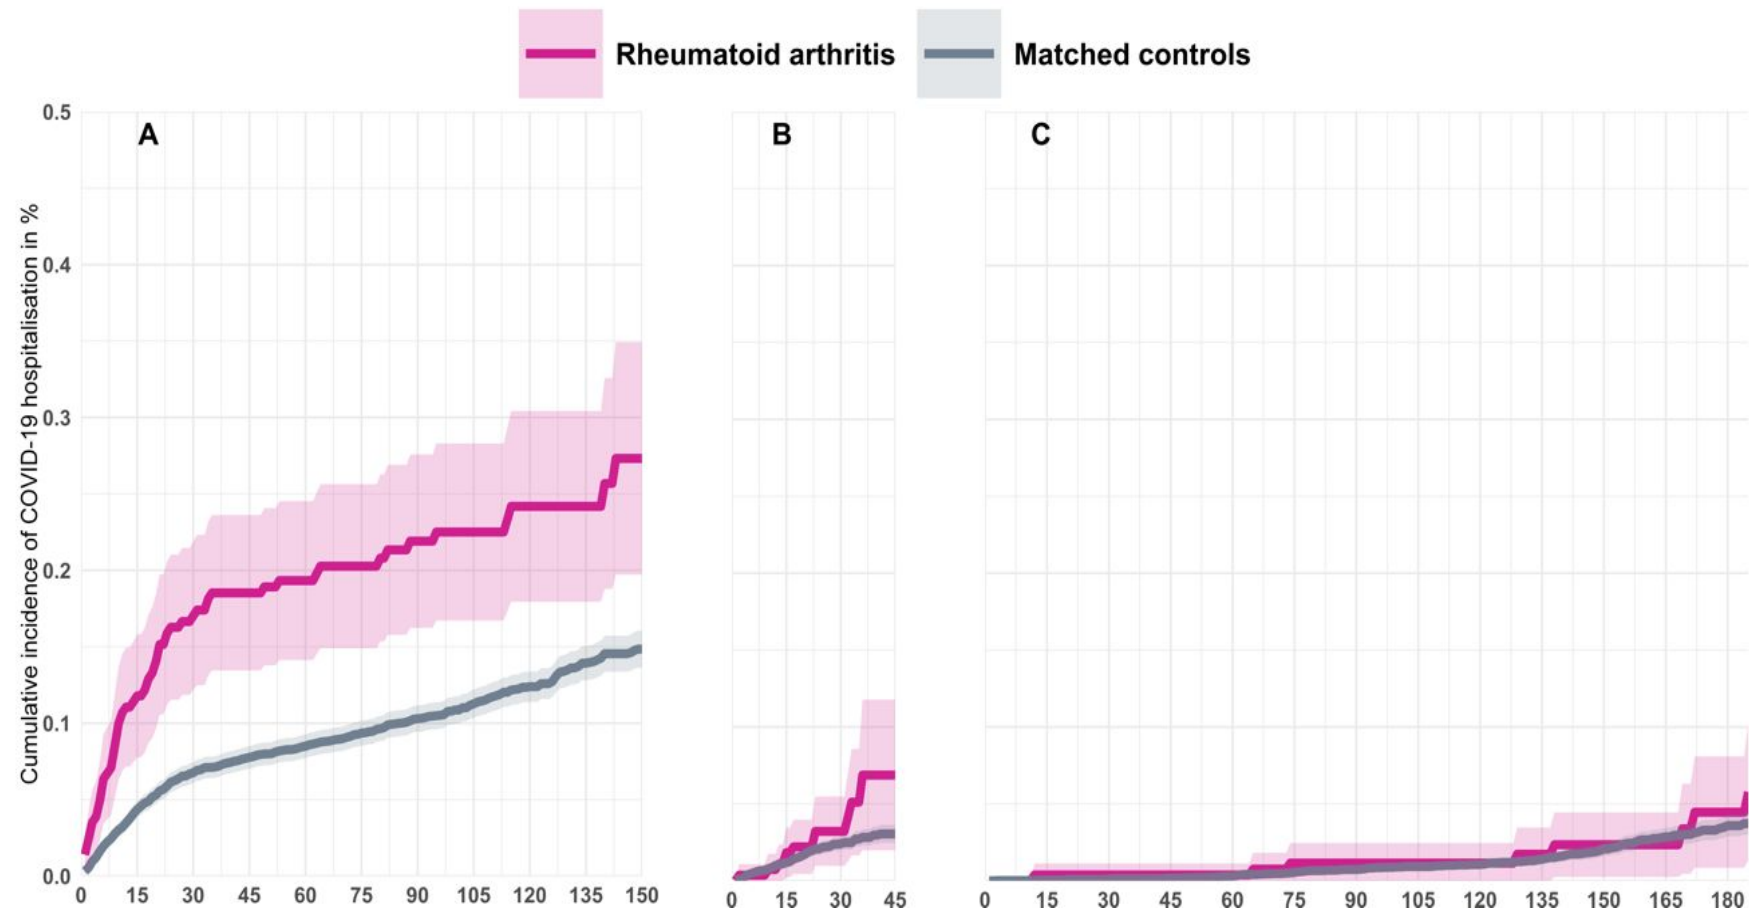 Rheumatoid arthritis Matched controls
A B C
Cumulative incidence of COVID-19 hospitalisation in %
0.5
0.4
0.3
0.2
0.1
0.0
0 15 30 45 60 75 90 105 120 135 150
0 15 30 45
0 15 30 45 60 75 90 105 120 135 150 165 180